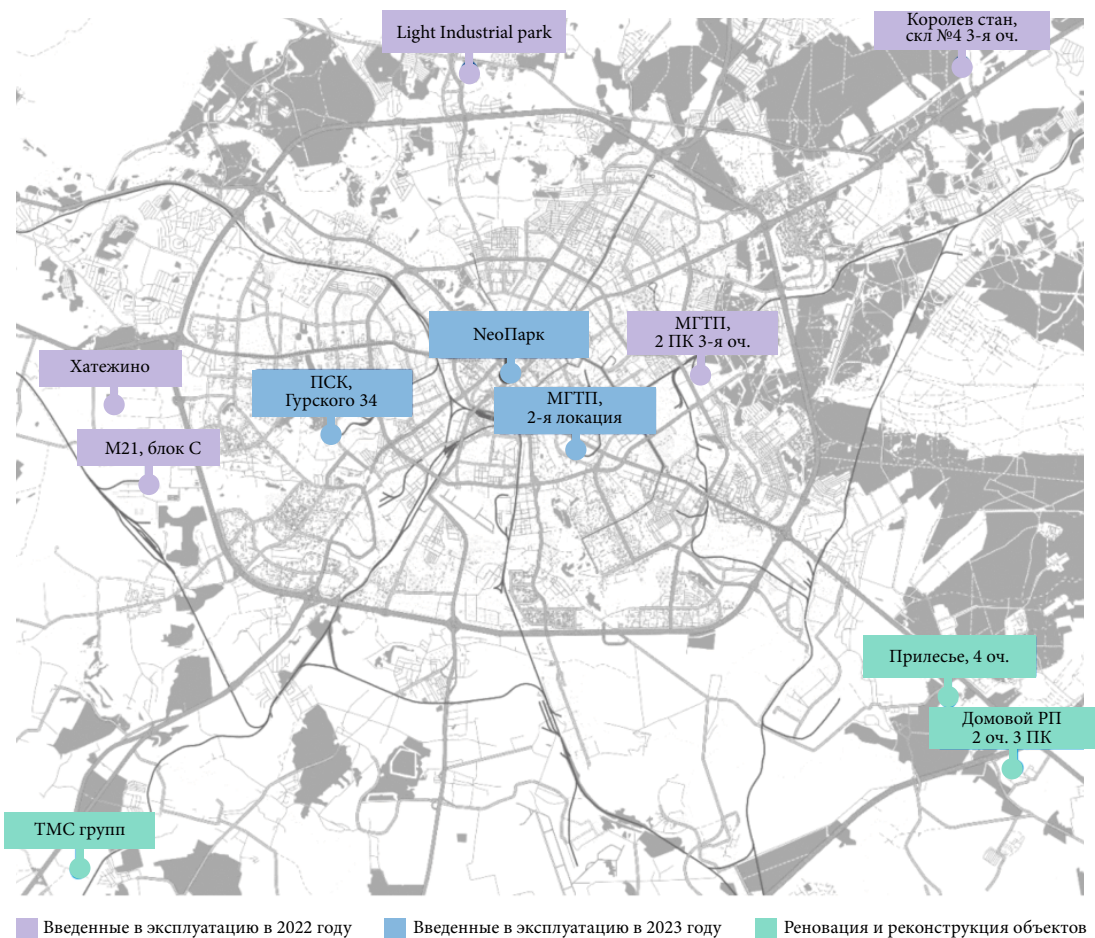 Королев стан,
скл №4 3-я оч.
Light Industrial park
NeoПарк
МГТП,
2 ПК 3-я оч.
Хатежино
ПСК,
Гурского 34
МГТП,
2-я локация
М21, блок С
Прилесье, 4 оч.
Домовой РП
2 оч. 3 ПК
ТМС групп
Введенные в эксплуатацию в 2022 году
Введенные в эксплуатацию в 2023 году
Реновация и реконструкция объектов